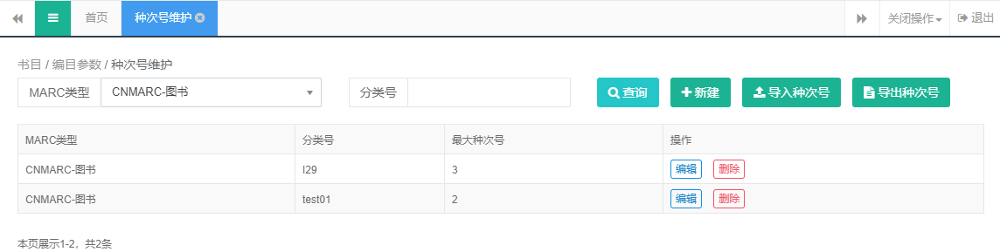 首页 种次号维护 关闭操作 退出
书目 / 编目参数 / 种次号维护
MARC类型 CNMARC-图书 分类号 查询 新建 导入种次号 导出种次号
MARC类型 分类号 最大种次号 操作
CNMARC-图书 I29 3 编辑 删除
CNMARC-图书 test01 2 编辑 删除
本页展示1-2，共2条